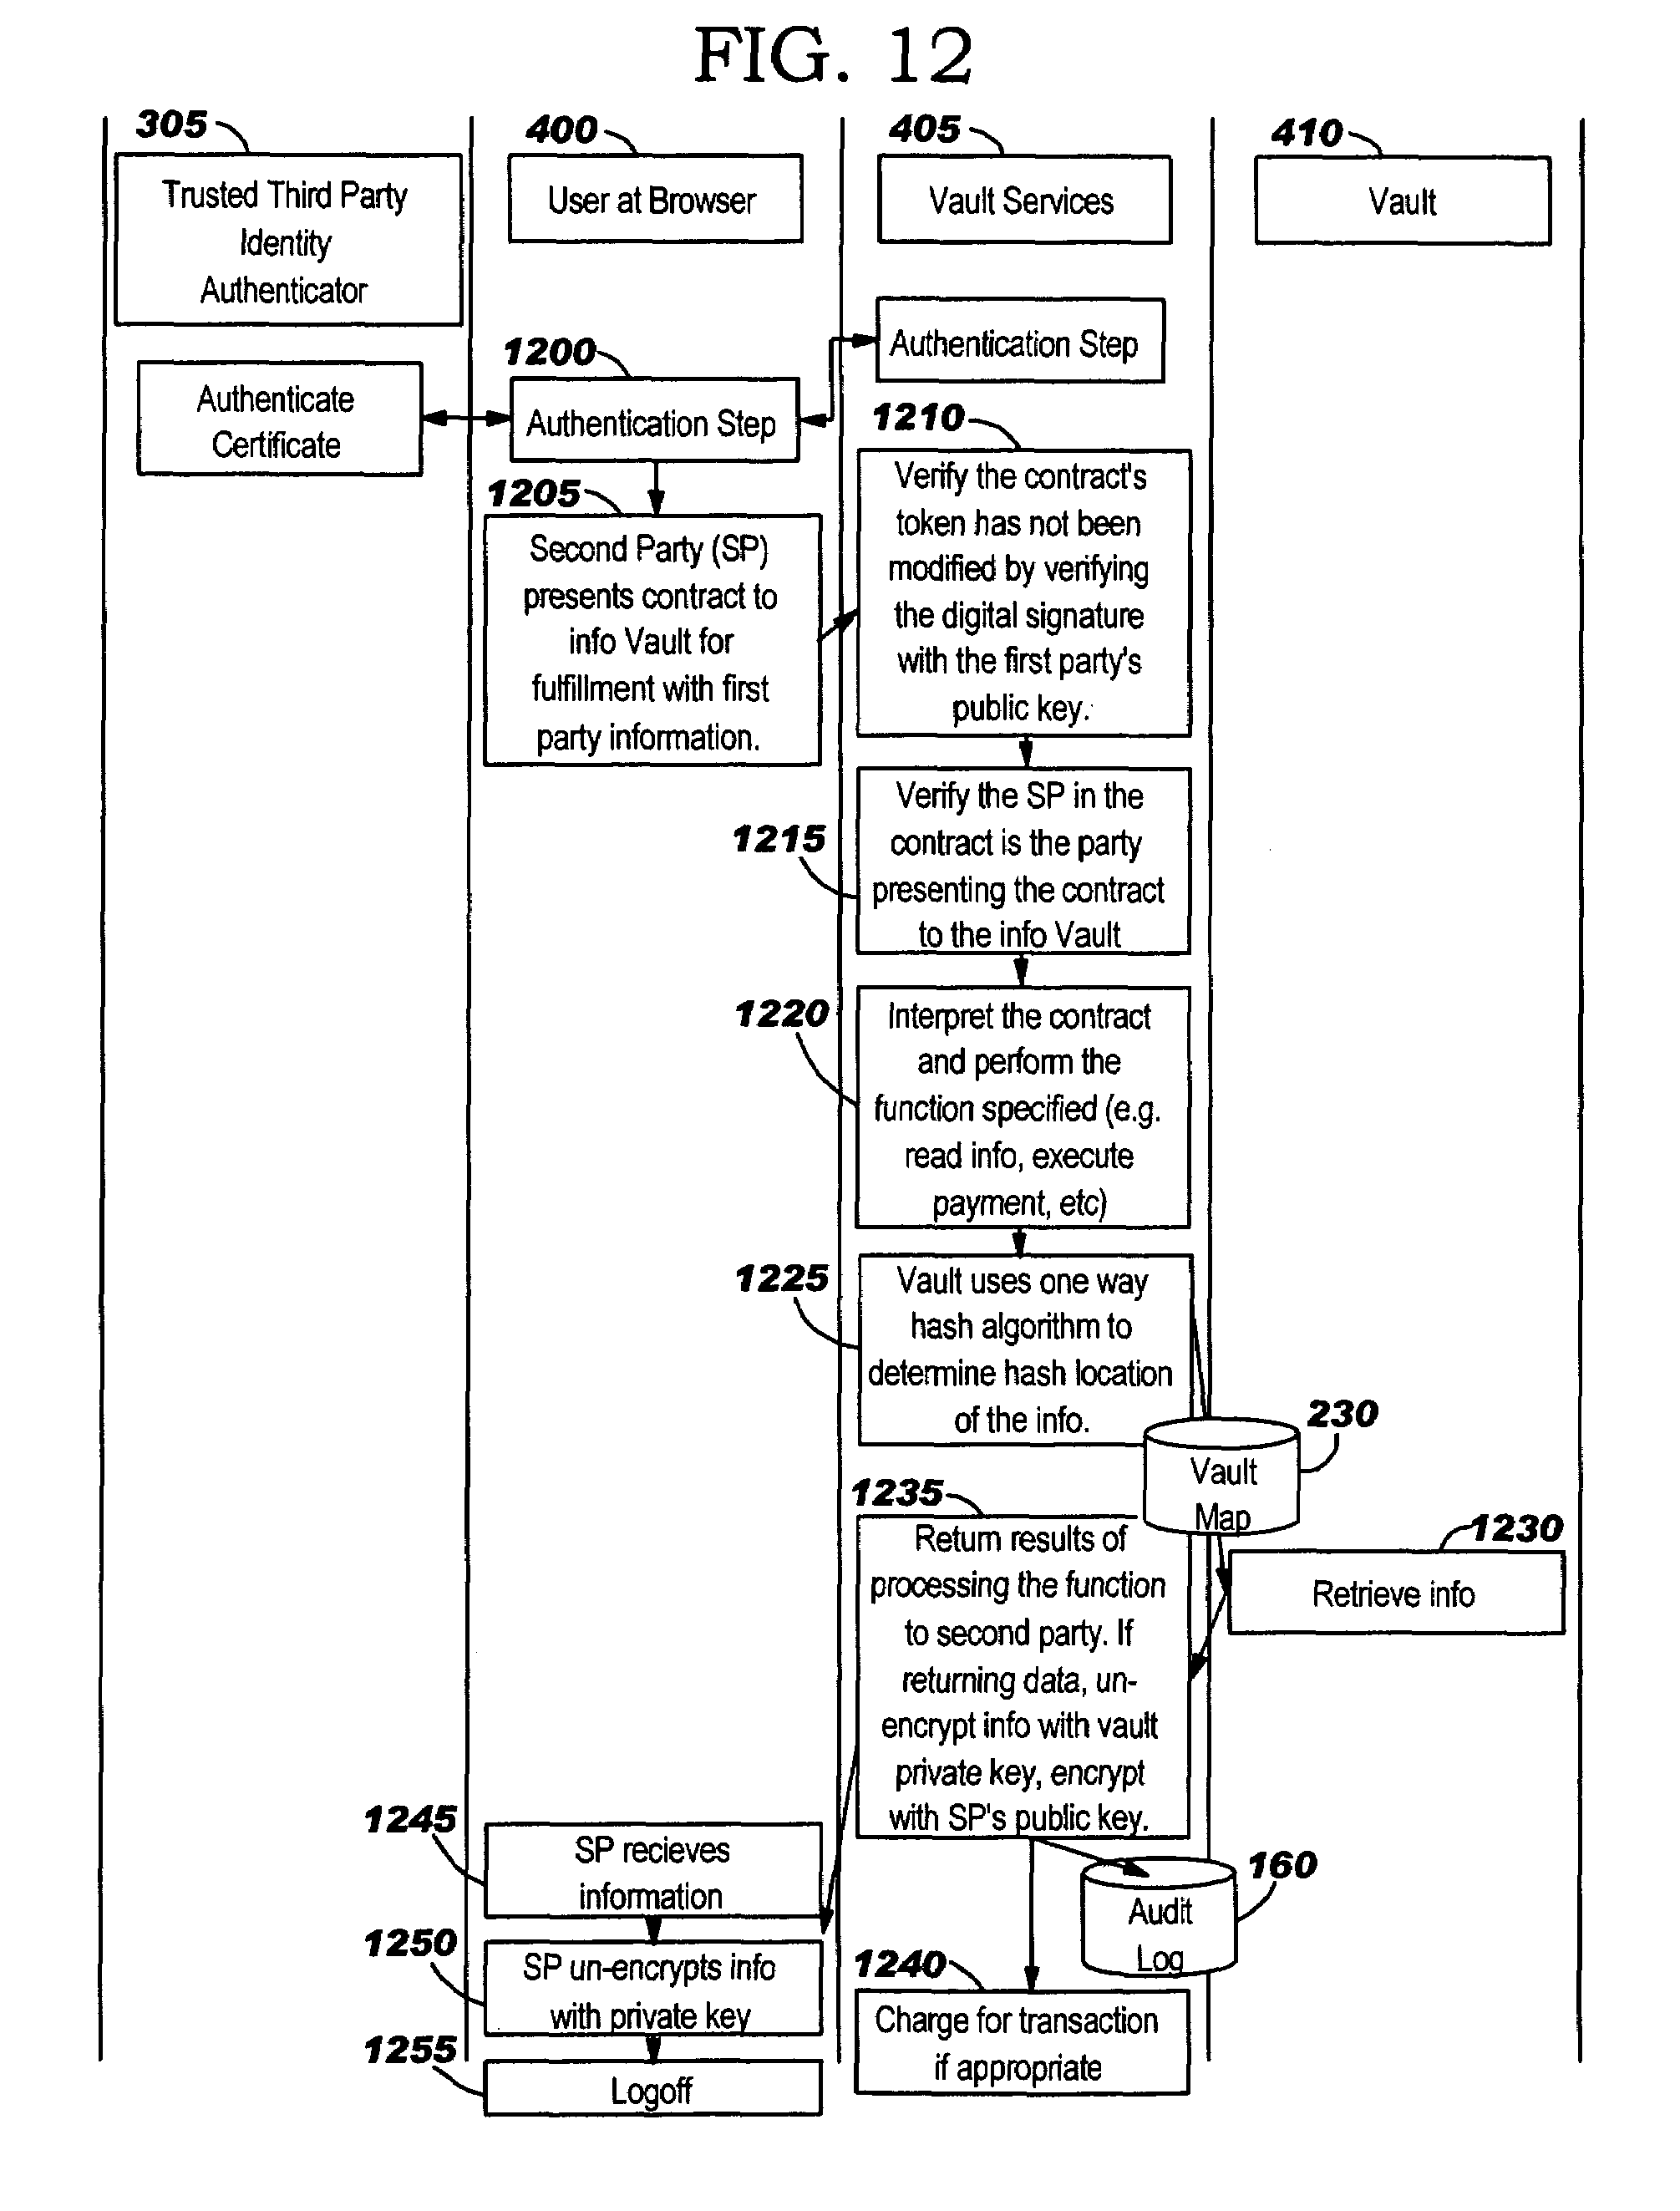 FIG. 12
305
400
405
410
Trusted Third Party
Identity
Authenticator
User at Browser
Vault Services
Vault
Authentication Step
1200
Authenticate
Certificate
Authentication Step
1210
1205
Second Party (SP)
presents contract to
info Vault for
fulfillment with first
party information.
Verify the contract's
token has not been
modified by verifying
the digital signature
with the first party's
public key.
1215
Verify the SP in the
contract is the party
presenting the contract
to the info Vault
1220
Interpret the contract
and perform the
function specified (e.g.
read info, execute
payment, etc)
1225
Vault uses one way
hash algorithm to
determine hash location
of the info.
230
Vault
Map
1235
1230
Retrieve info
Return results of
processing the function
to second party. If
returning data, un-
encrypt info with vault
private key, encrypt
with SP's public key.
1245
SP recieves
information
160
Audit
Log
1250
SP un-encrypts info
with private key
1240
Charge for transaction
if appropriate
1255
Logoff